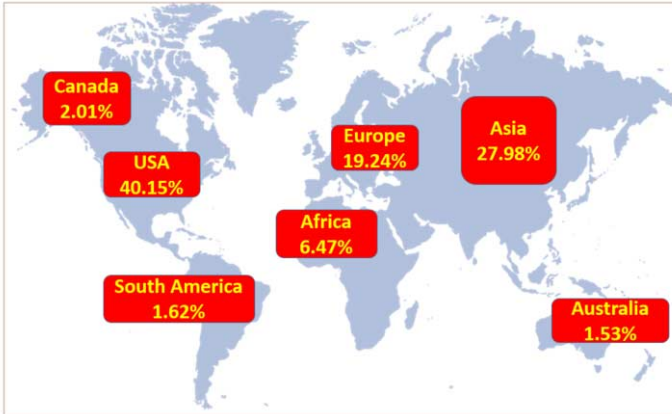 Canada
2.01%
USA
40.15%
Europe
19.24%
Asia
27.98%
Africa
6.47%
South America
1.62%
Australia
1.53%